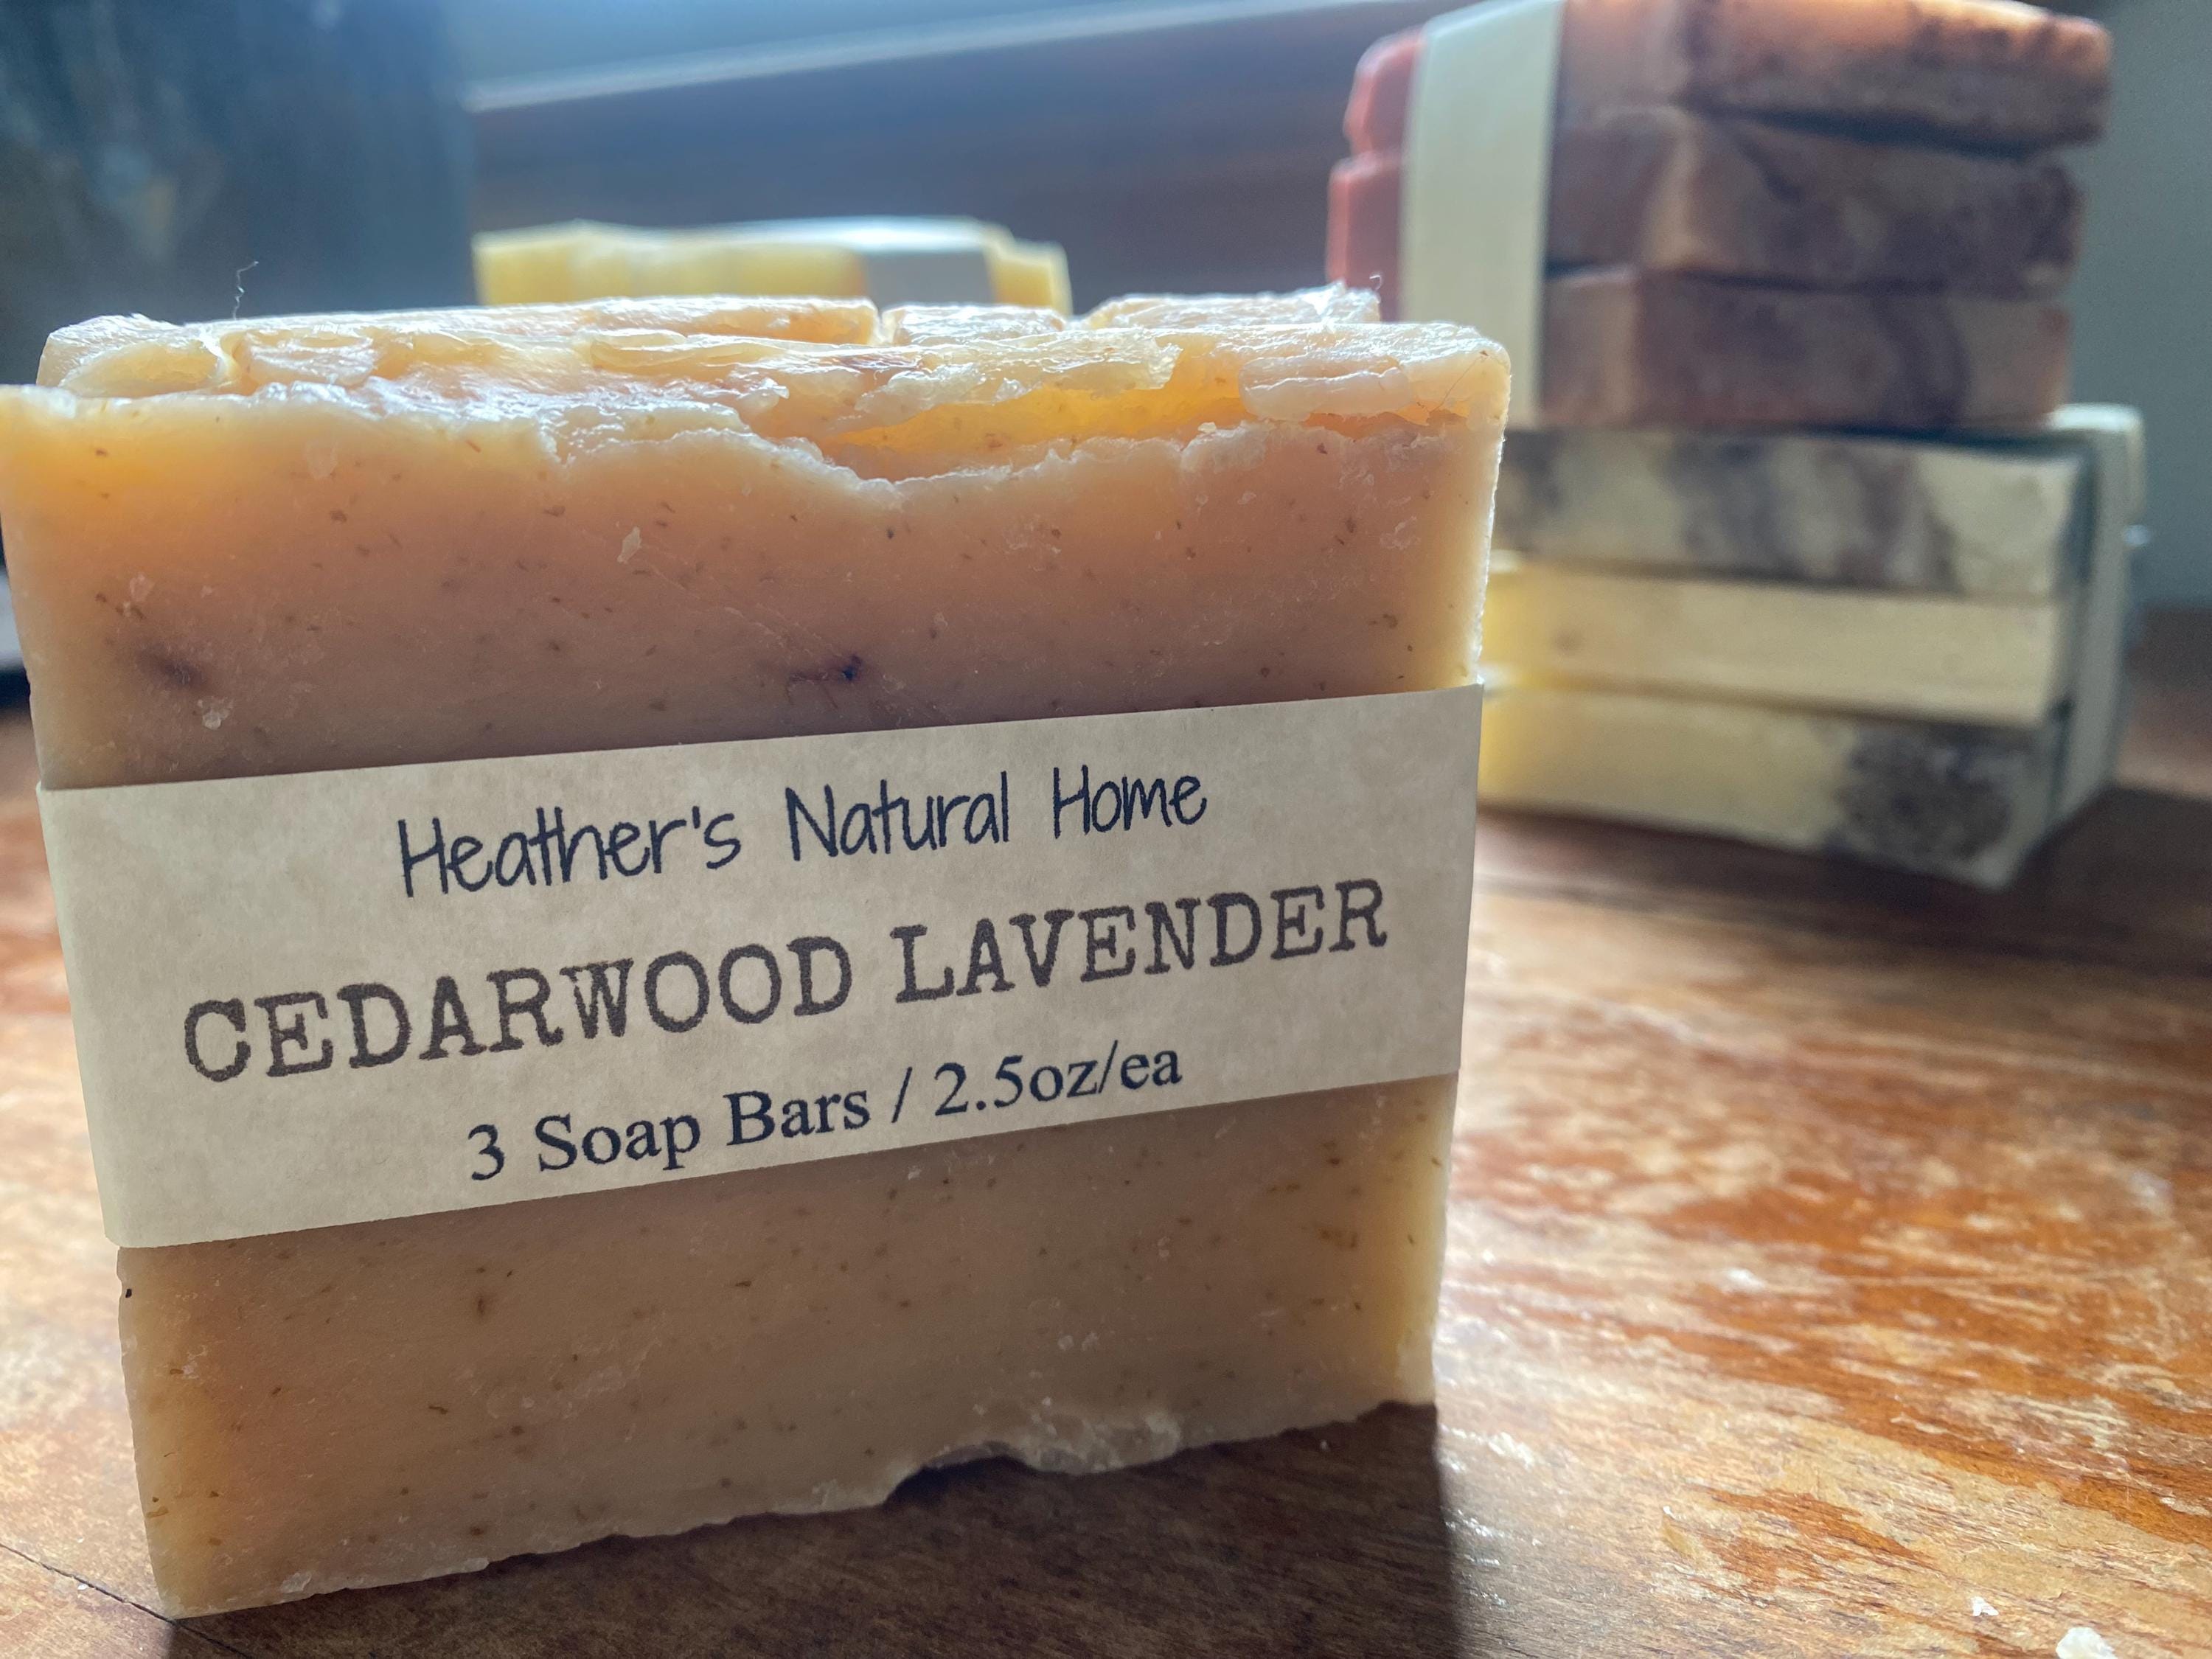 Heather's Natural Home
CEDARWOOD LAVENDER
3 Soap Bars / 2.5oz/ea